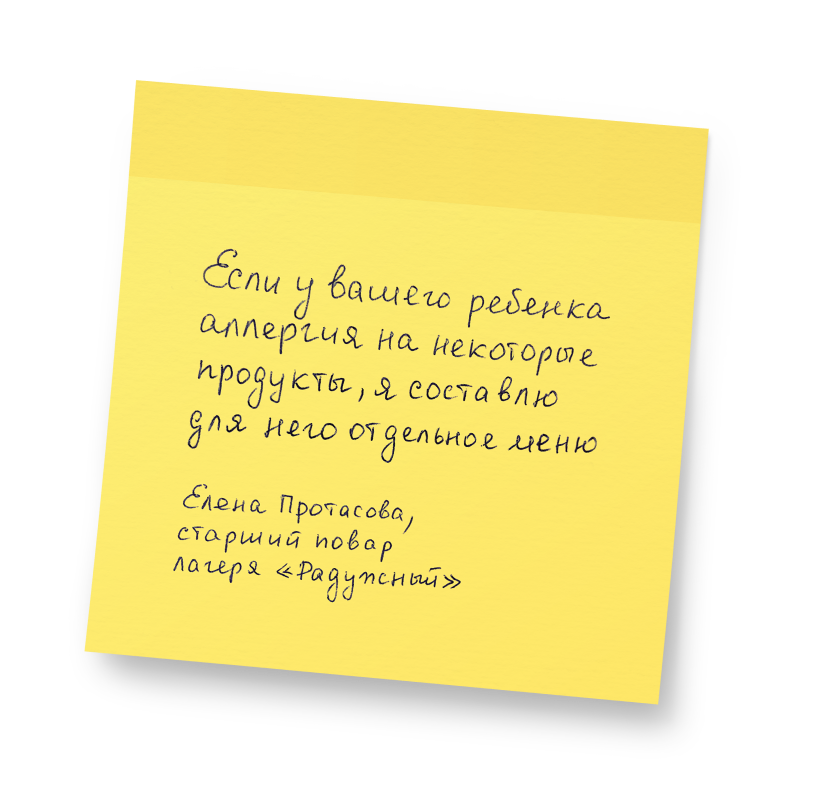 Если у вашего ребенка
аллергия на некоторые
продукты, я составлю
для него отдельное меню
Елена Протасова,
старший повар
лагеря «Радужный»